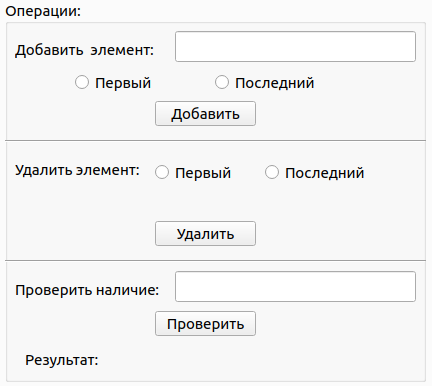 Операции:
Добавить элемент:
Первый Последний
Добавить
Удалить элемент: Первый Последний
Удалить
Проверить наличие:
Проверить
Результат: